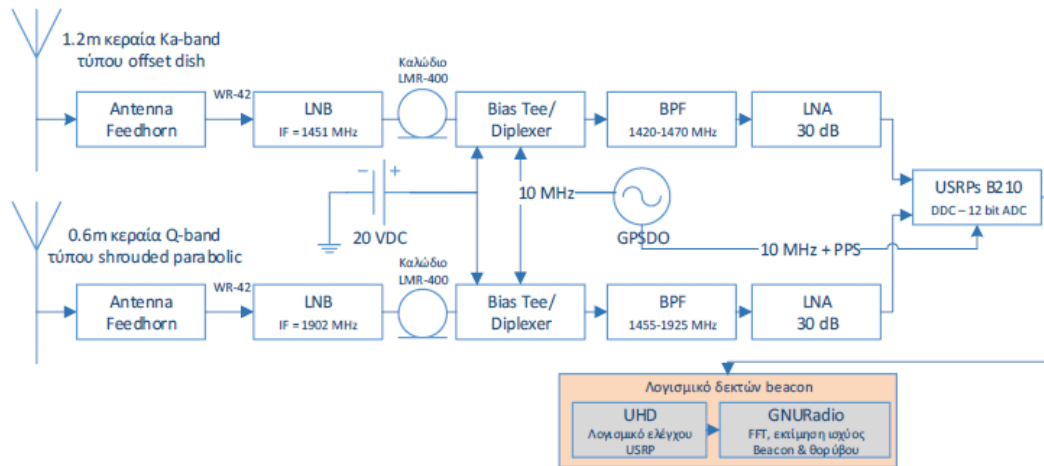 1.2m κεραία Ka-band
τύπου offset dish
Antenna
Feedhorn
WR-42
LNB
IF = 1451 MHz
Καλώδιο
LMR-400
Bias Tee/
Diplexer
BPF
1420-1470 MHz
LNA
30 dB
USRPs B210
DDC – 12 bit ADC
20 VDC
10 MHz
GPSDO
10 MHz + PPS
0.6m κεραία Q-band
τύπου shrouded parabolic
Antenna
Feedhorn
WR-42
LNB
IF = 1902 MHz
Καλώδιο
LMR-400
Bias Tee/
Diplexer
BPF
1455-1925 MHz
LNA
30 dB
Λογισμικό δεκτών beacon
UHD
Λογισμικό ελέγχου
USRP
GNURadio
FFT, εκτίμηση ισχύος
Beacon & θορύβου